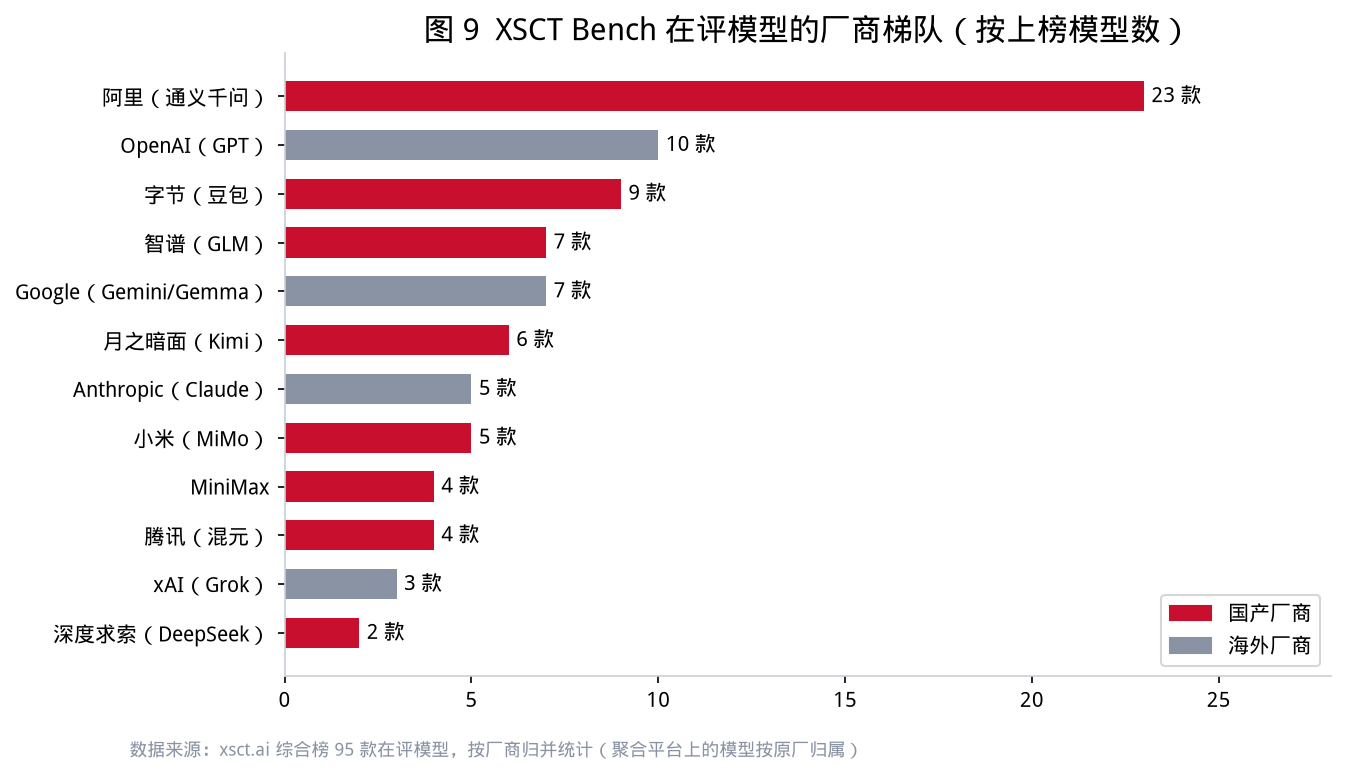 图 9 XSCT Bench 在评模型的厂商梯队（按上榜模型数）
阿里（通义千问） 23 款
OpenAI（GPT） 10 款
字节（豆包） 9 款
智谱（GLM） 7 款
Google（Gemini/Gemma） 7 款
月之暗面（Kimi） 6 款
Anthropic（Claude） 5 款
小米（MiMo） 5 款
MiniMax 4 款
腾讯（混元） 4 款
xAI（Grok） 3 款
深度求索（DeepSeek） 2 款
国产厂商
海外厂商
0 5 10 15 20 25
数据来源：xsct.ai 综合榜 95 款在评模型，按厂商归并统计（聚合平台上的模型按原厂归属）